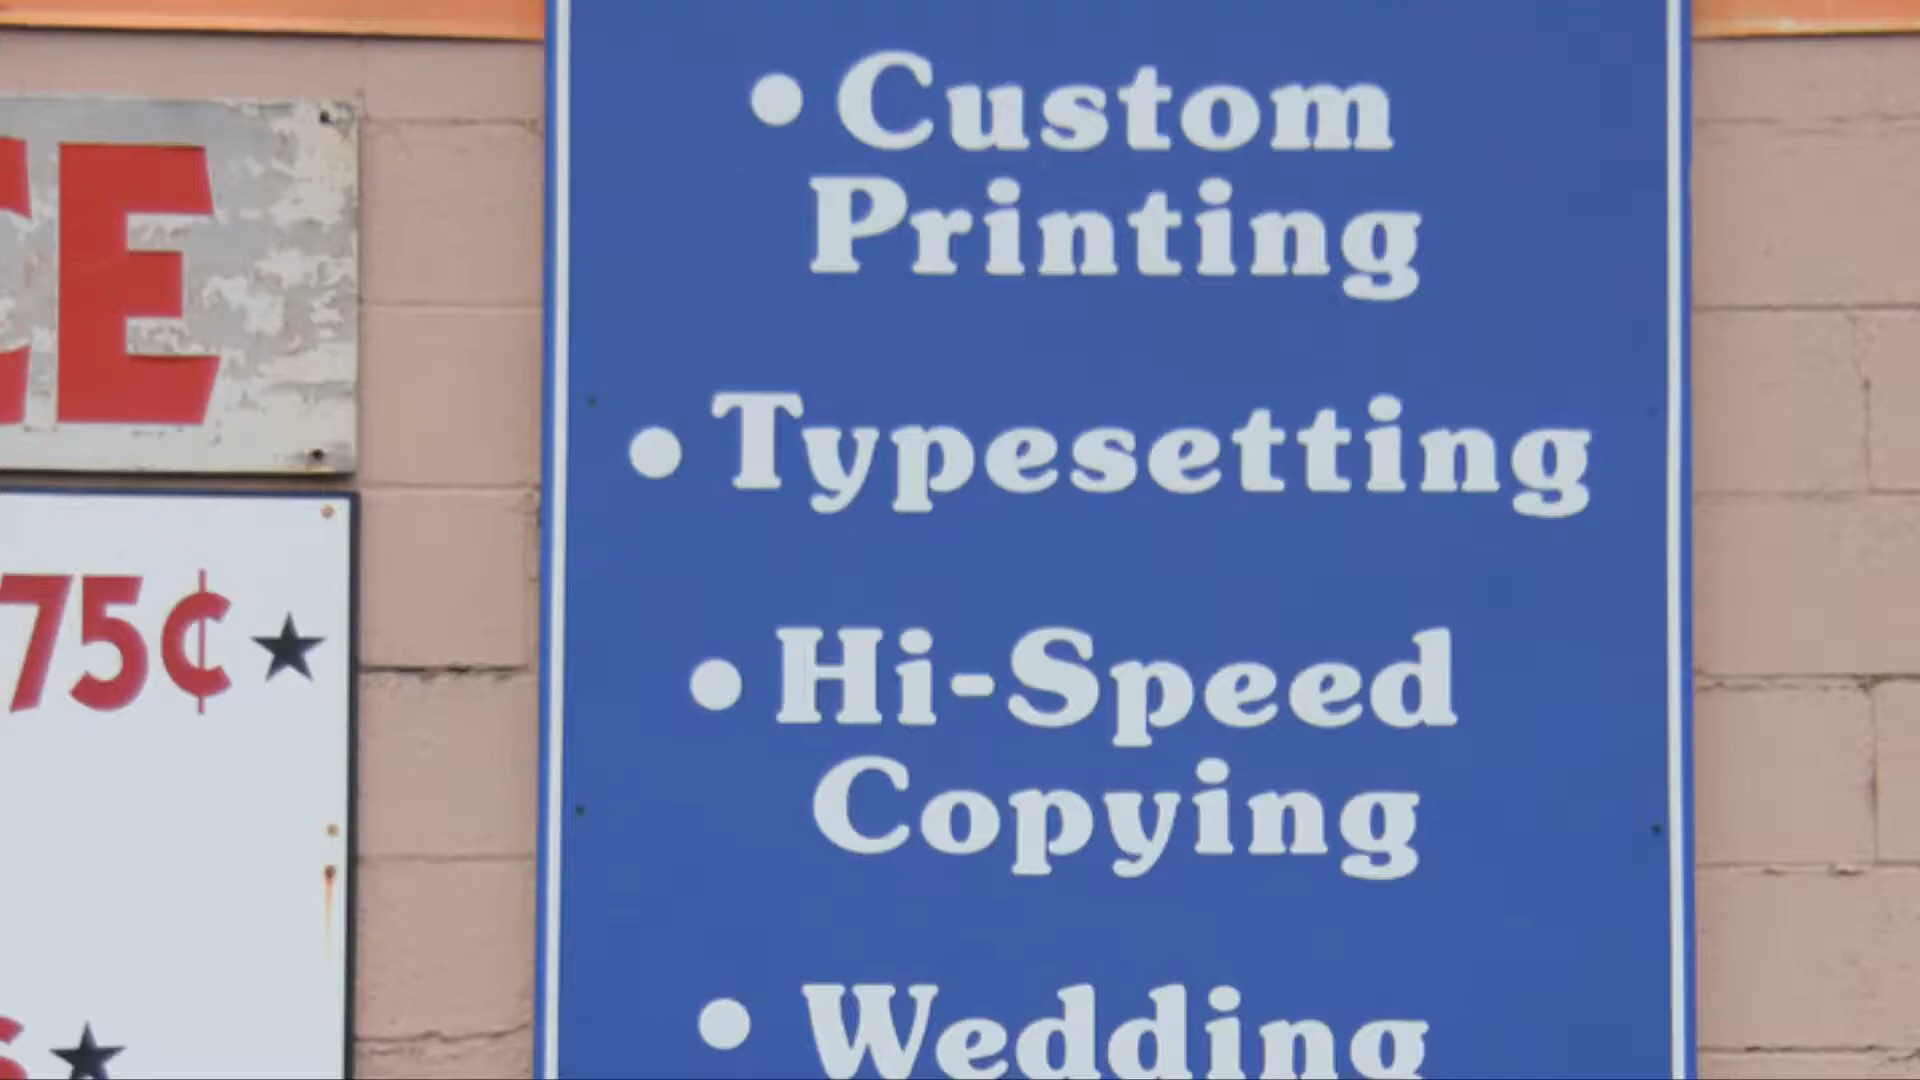 CE
75¢ ★
s ★
• Custom
Printing
• Typesetting
• Hi-Speed
Copying
• Wedding